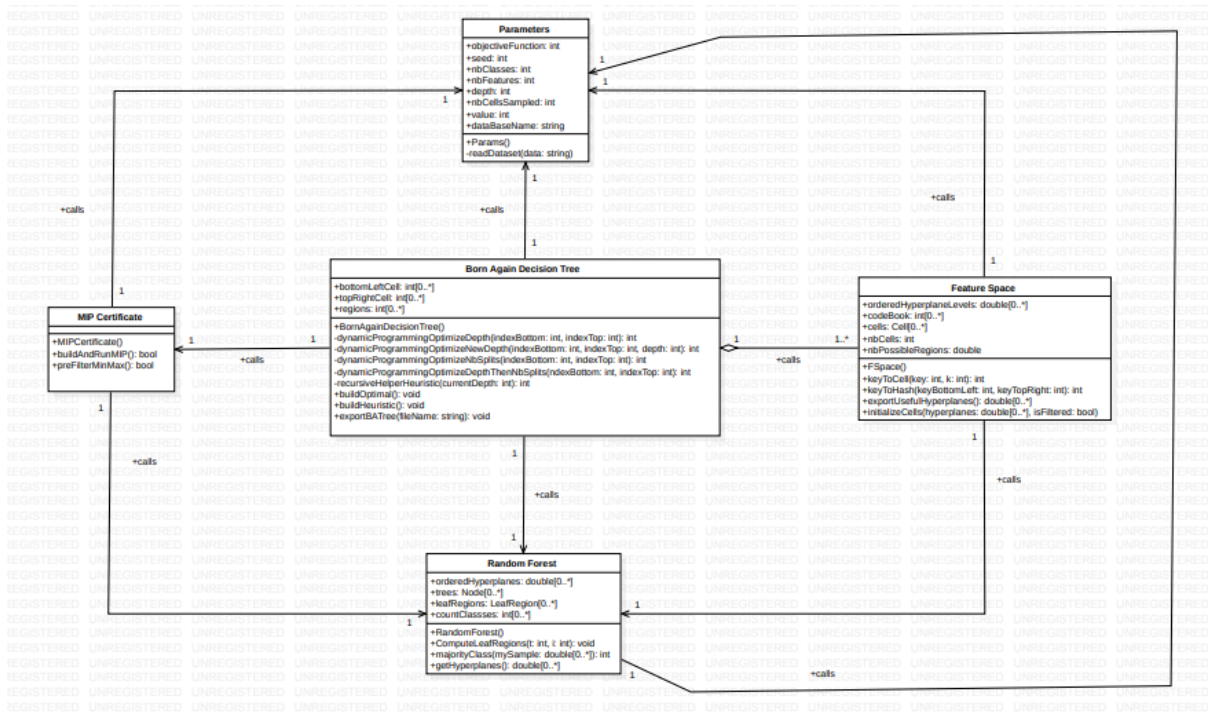 Parameters
+objectiveFunction: int
+seed: int
+nbClasses: int
+nbFeatures: int
+depth: int
+nbCellsSampled: int
+value: int
+dataBaseName: string
+Params()
-readDataset(data: string)
1
1
1
1
+calls
+calls
+calls
1
1
1
1
Born Again Decision Tree
+bottomLeftCell: int[0..*]
+topRightCell: int[0..*]
+regions: int[0..*]
+BornAgainDecisionTree()
-dynamicProgrammingOptimizeDepth(indexBottom: int, indexTop: int): int
-dynamicProgrammingOptimizeNewDepth(indexBottom: int, indexTop: int, depth: int): int
-dynamicProgrammingOptimizeNbSplits(indexBottom: int, indexTop: int): int
-dynamicProgrammingOptimizeDepthThenNbSplits(ndexBottom: int, indexTop: int): int
-recursiveHelperHeuristic(currentDepth: int): int
+buildOptimal(): void
+buildHeuristic(): void
+exportBATree(fileName: string): void
MIP Certificate
+MIPCertificate()
+buildAndRunMIP(): bool
+preFilterMinMax(): bool
1
1
+calls
Feature Space
+orderedHyperplaneLevels: double[0..*]
+codeBook: int[0..*]
+cells: Cell[0..*]
+nbCells: int
+nbPossibleRegions: double
+FSpace()
+keyToCell(key: int, k: int): int
+keyToHash(keyBottomLeft: int, keyTopRight: int): int
+exportUsefulHyperplanes(): double[0..*]
+initializeCells(hyperplanes: double[0..*], isFiltered: bool)
1
1..*
+calls
1
1
+calls
+calls
+calls
1
1
1
Random Forest
+orderedHyperplanes: double[0..*]
+trees: Node[0..*]
+leafRegions: LeafRegion[0..*]
+countClassses: int[0..*]
+RandomForest()
+ComputeLeafRegions(t: int, i: int): void
+majorityClass(mySample: double[0..*]): int
+getHyperplanes(): double[0..*]
1
+calls
UNREGISTERED